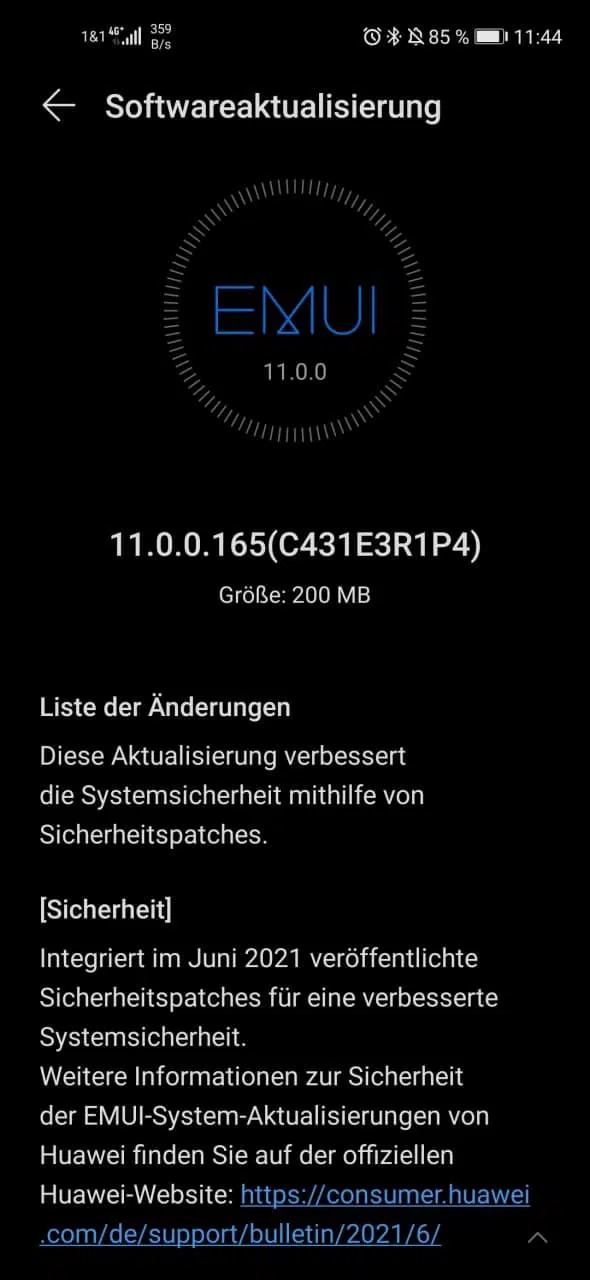 1&1 4G+ 359 B/s 85 % 11:44
Softwareaktualisierung
EMUI
11.0.0
11.0.0.165(C431E3R1P4)
Größe: 200 MB
Liste der Änderungen
Diese Aktualisierung verbessert
die Systemsicherheit mithilfe von
Sicherheitspatches.
[Sicherheit]
Integriert im Juni 2021 veröffentlichte
Sicherheitspatches für eine verbesserte
Systemsicherheit.
Weitere Informationen zur Sicherheit
der EMUI-System-Aktualisierungen von
Huawei finden Sie auf der offiziellen
Huawei-Website: https://consumer.huawei
.com/de/support/bulletin/2021/6/